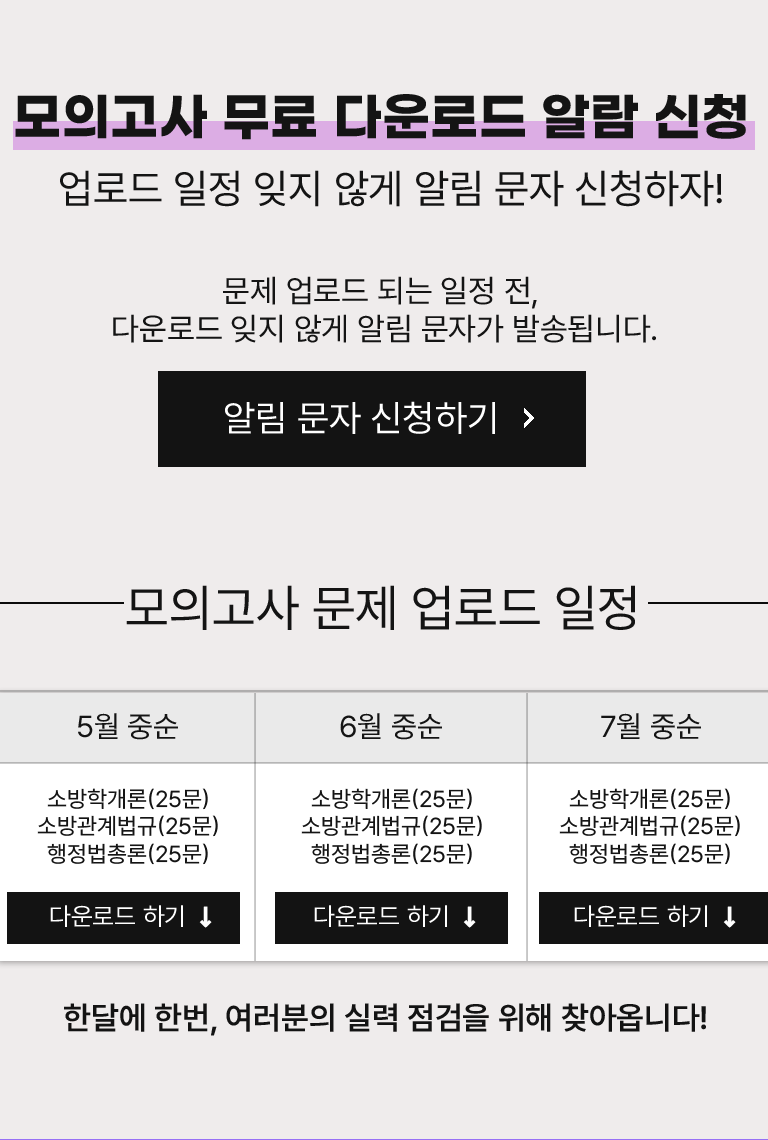 모의고사 무료 다운로드 알람 신청
업로드 일정 잊지 않게 알림 문자 신청하자!
문제 업로드 되는 일정 전,
다운로드 잊지 않게 알림 문자가 발송됩니다.
알림 문자 신청하기 ›
모의고사 문제 업로드 일정
5월 중순 6월 중순 7월 중순
소방학개론(25문) 소방학개론(25문) 소방학개론(25문)
소방관계법규(25문) 소방관계법규(25문) 소방관계법규(25문)
행정법총론(25문) 행정법총론(25문) 행정법총론(25문)
다운로드 하기 ↓ 다운로드 하기 ↓ 다운로드 하기 ↓
한달에 한번, 여러분의 실력 점검을 위해 찾아옵니다!